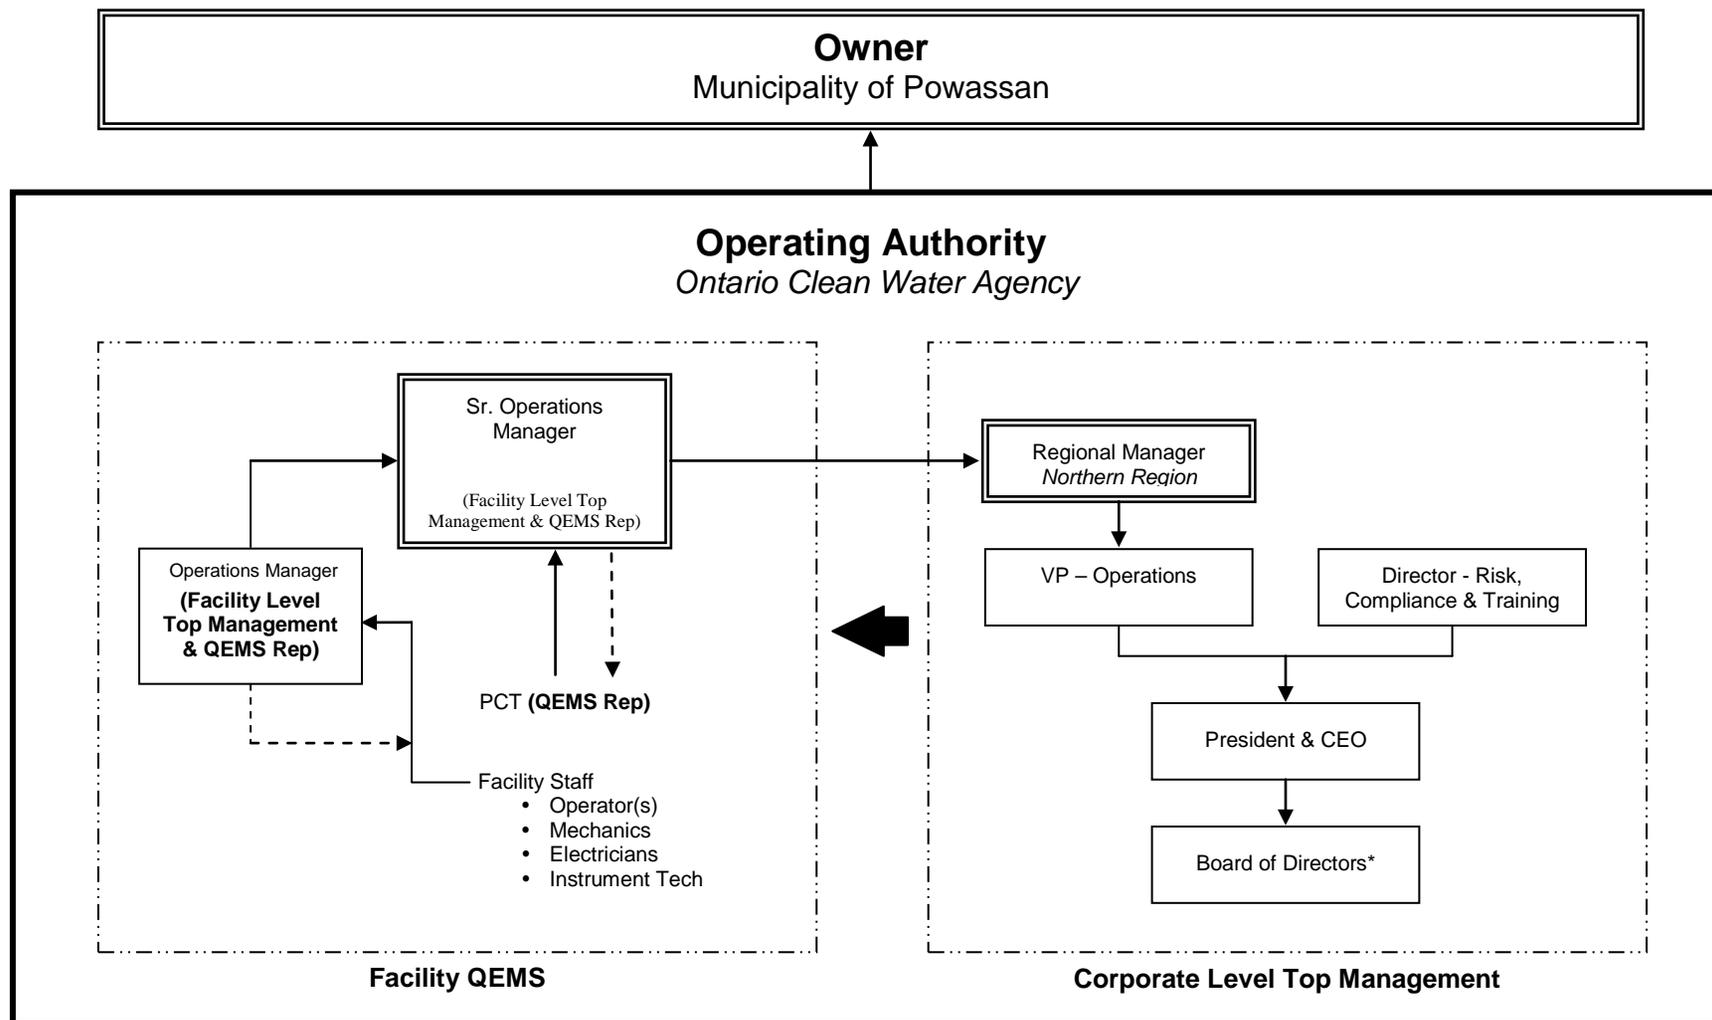 Owner
Municipality of Powassan
Operating Authority
Ontario Clean Water Agency
Sr. Operations
Manager
(Facility Level Top
Management & QEMS Rep)
Operations Manager
(Facility Level
Top Management
& QEMS Rep)
PCT (QEMS Rep)
Facility Staff
• Operator(s)
• Mechanics
• Electricians
• Instrument Tech
Facility QEMS
Regional Manager
Northern Region
VP – Operations
Director - Risk,
Compliance & Training
President & CEO
Board of Directors*
Corporate Level Top Management